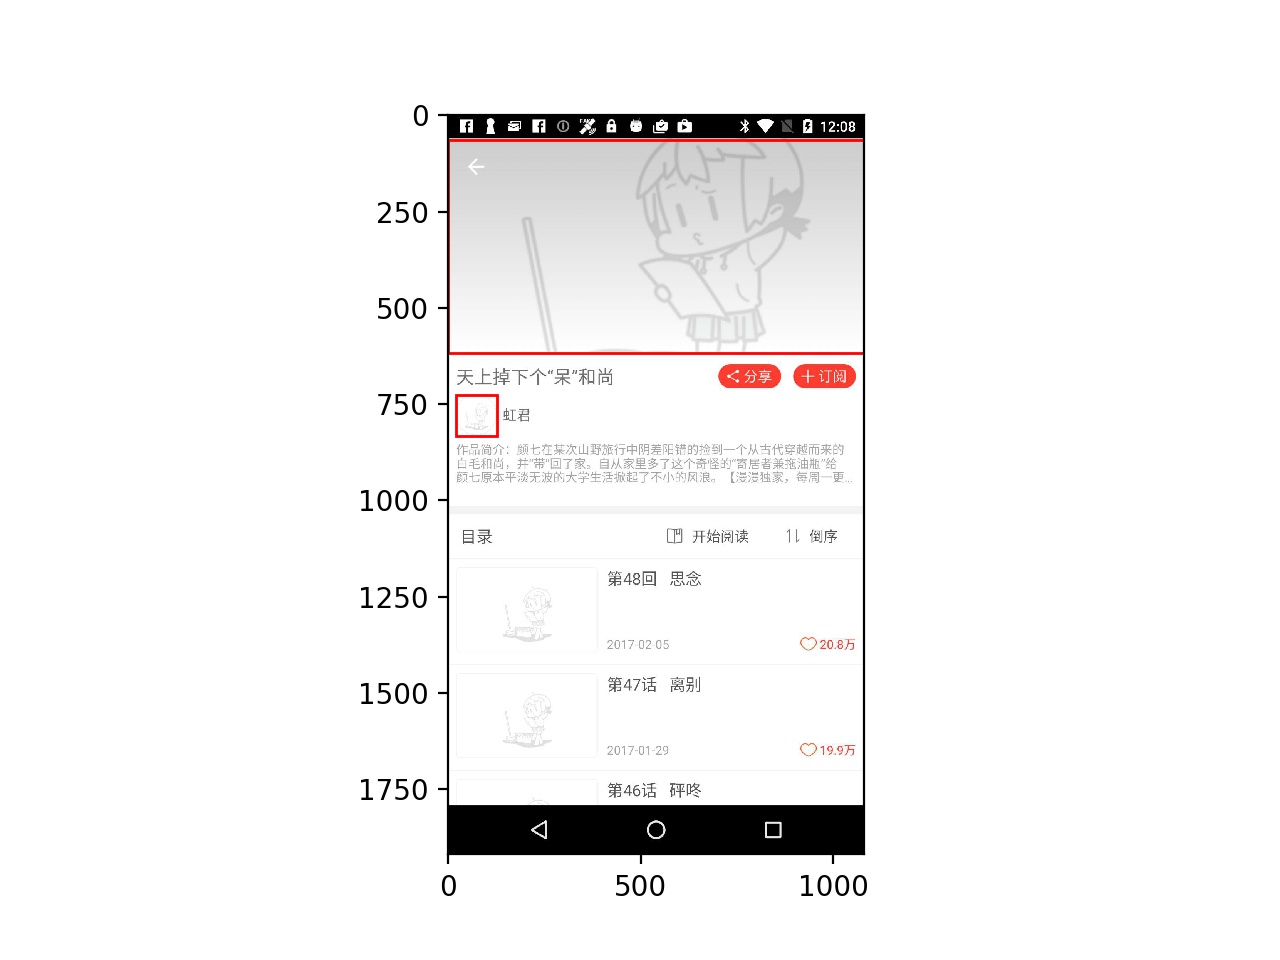 0
250
500
750
1000
1250
1500
1750
0 500 1000
12:08
天上掉下个“呆”和尚
分享
订阅
虹君
作品简介：颜七在某次山野旅行中阴差阳错的捡到一个从古代穿越而来的
白毛和尚，并“带”回了家。自从家里多了这个奇怪的“寄居者兼拖油瓶”给
颜七原本平淡无波的大学生活掀起了不小的风浪。【漫漫独家，每周一更...
目录 开始阅读 倒序
第48回 思念
2017-02-05 20.8万
第47话 离别
2017-01-29 19.9万
第46话 砰咚